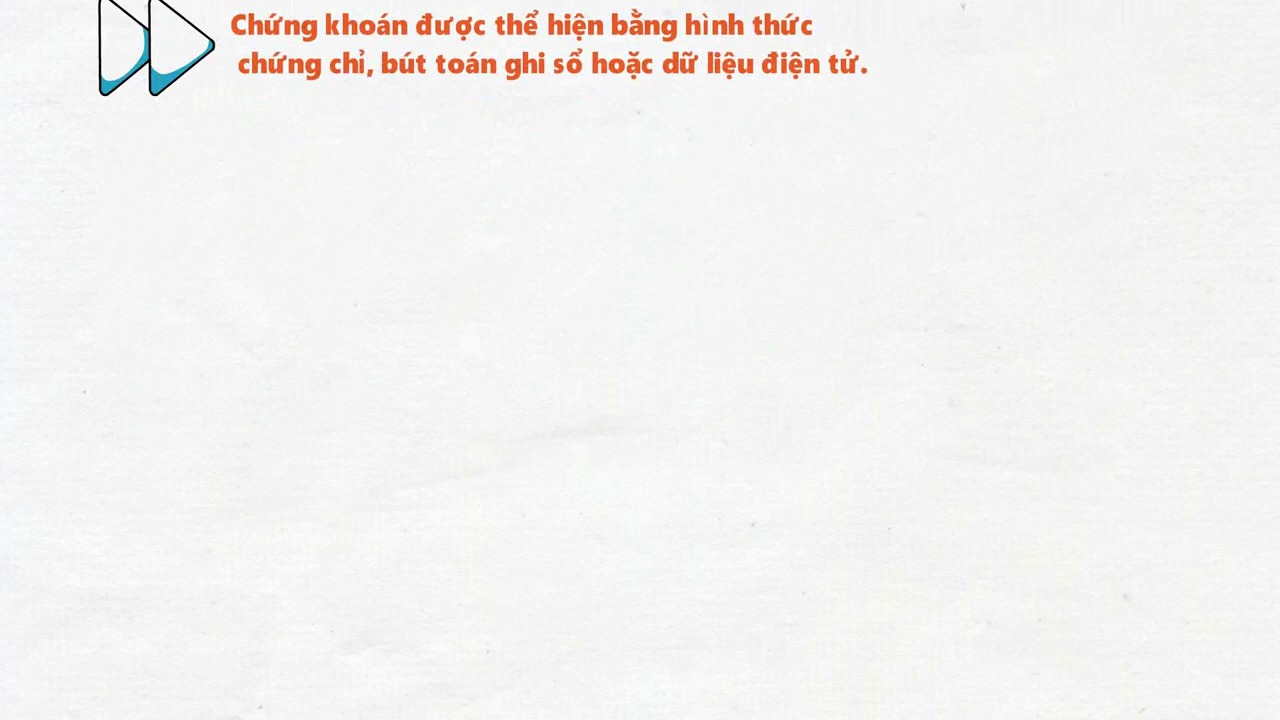 Chứng khoán được thể hiện bằng hình thức
chứng chỉ, bút toán ghi sổ hoặc dữ liệu điện tử.